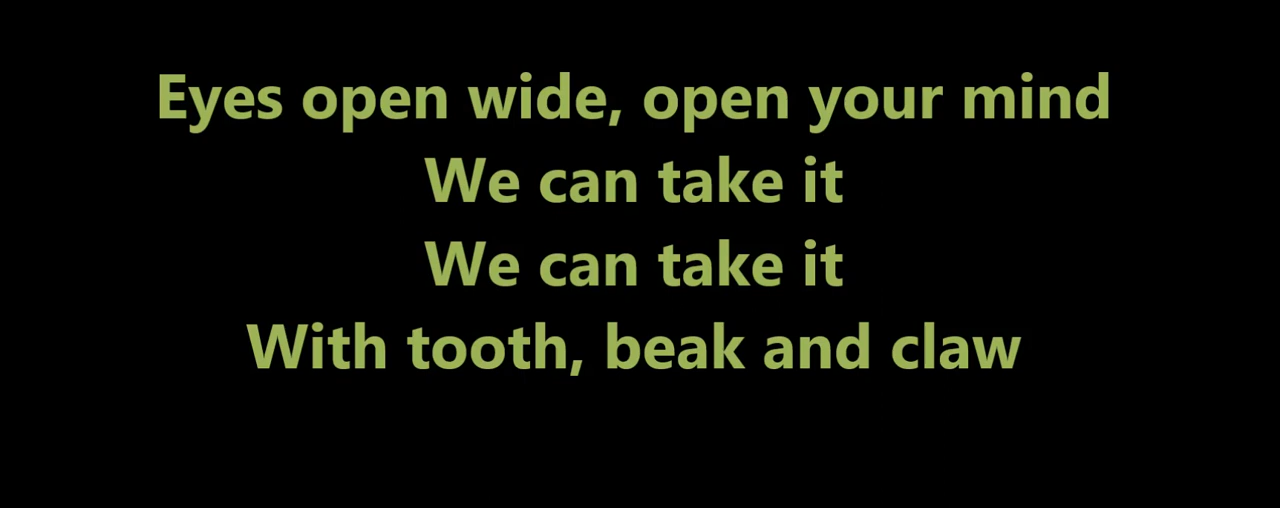 Eyes open wide, open your mind
We can take it
We can take it
With tooth, beak and claw